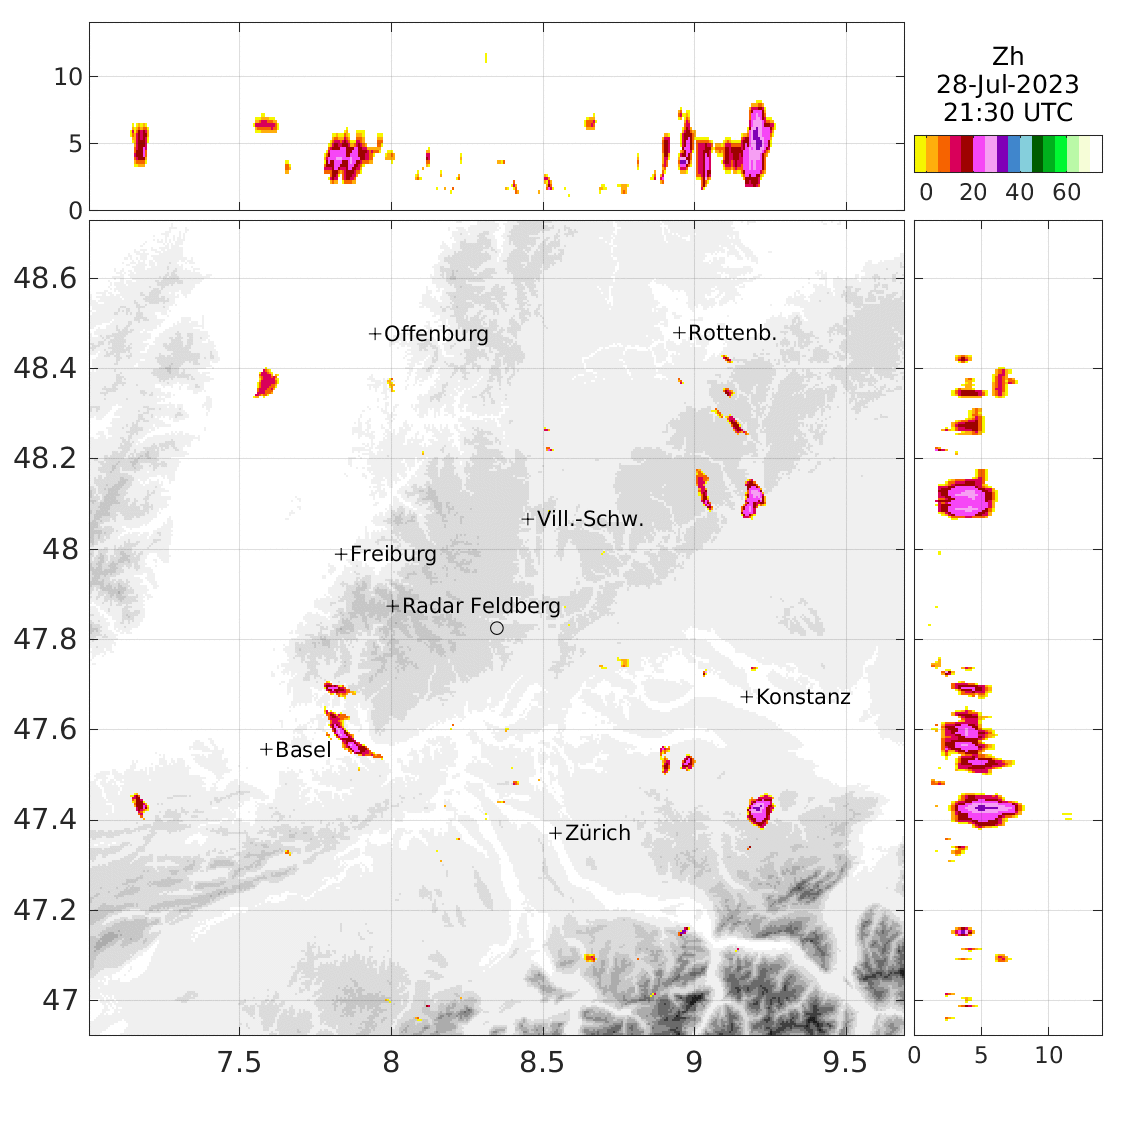 10
5
0
Zh
28-Jul-2023
21:30 UTC
0 20 40 60
48.6
48.4
48.2
48
47.8
47.6
47.4
47.2
47
+Offenburg
+Rottenb.
+Vill.-Schw.
+Freiburg
+Radar Feldberg
+Konstanz
+Basel
+Zürich
7.5 8 8.5 9 9.5
0 5 10